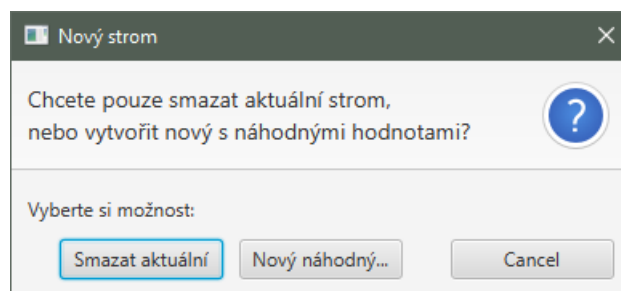 Nový strom
Chcete pouze smazat aktuální strom,
nebo vytvořit nový s náhodnými hodnotami?
?
Vyberte si možnost:
Smazat aktuální Nový náhodný... Cancel